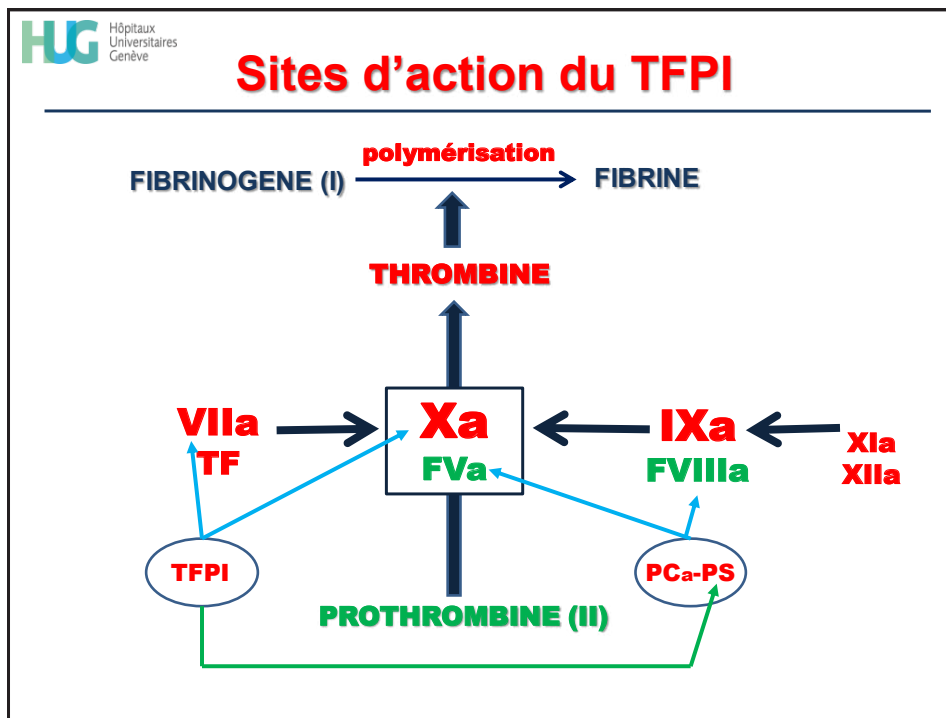 HUG
Hôpitaux
Universitaires
Genève
Sites d’action du TFPI
polymérisation
FIBRINOGENE (I)
FIBRINE
THROMBINE
VIIa
TF
Xa
FVa
IXa
FVIIIa
XIa
XIIa
TFPI
PCa-PS
PROTHROMBINE (II)